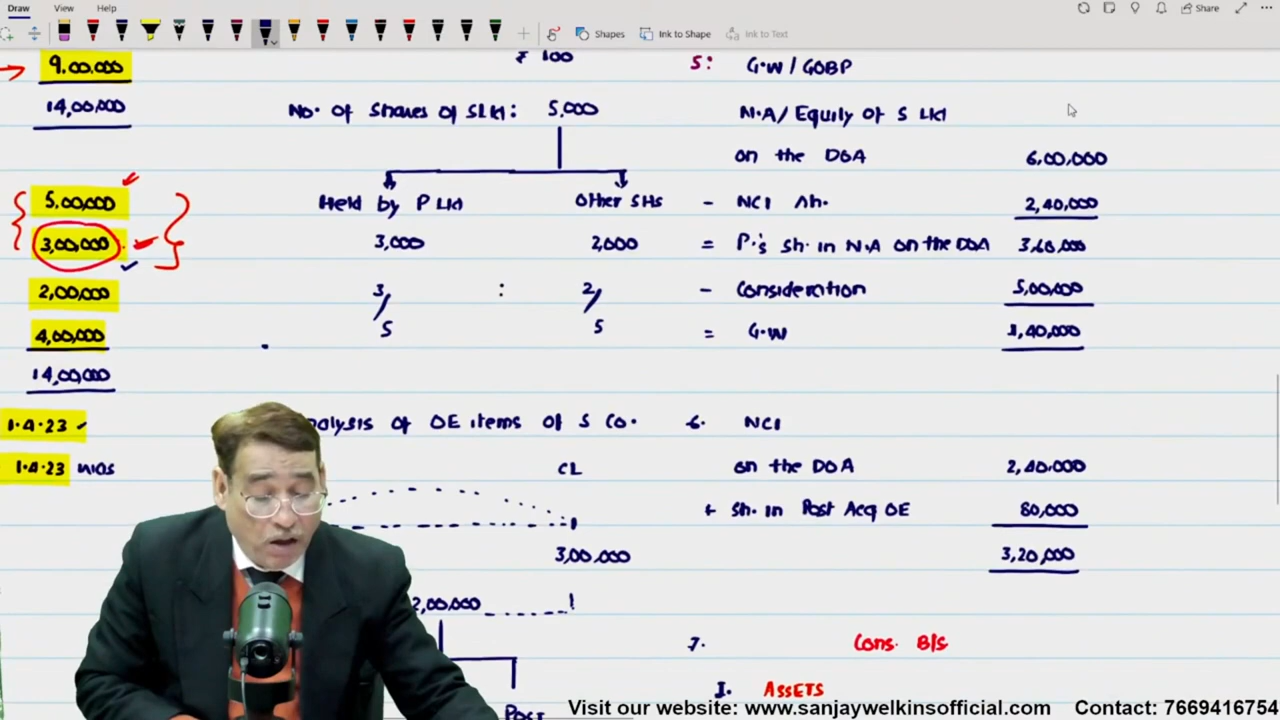 Draw View Help
Share
Shapes Ink to Shape Ink to Text
9,00,000
14,00,000
5,00,000
3,00,000
2,00,000
4,00,000
14,00,000
1.4.23
1.4.23 was
₹ 100
No. of Shares of S Ltd: 5,000
Held by P Ltd Other SHs
3,000 2,000
3/5 : 2/5
nalysis of OE items of S Co.
CL
3,00,000
2,00,000
POST
5: G.W / GOBP
N.A / Equity of S Ltd
on the DOA 6,00,000
- NCI Ah. 2,40,000
= P.'s Sh. in N.A on the DOA 3,60,000
- Consideration 5,00,000
= G.W 1,40,000
6. NCI
on the DOA 2,40,000
+ Sh. in Post Acq OE 80,000
3,20,000
7. Cons. B/S
I. ASSETS
Visit our website: www.sanjaywelkinsofficial.com Contact: 7669416754